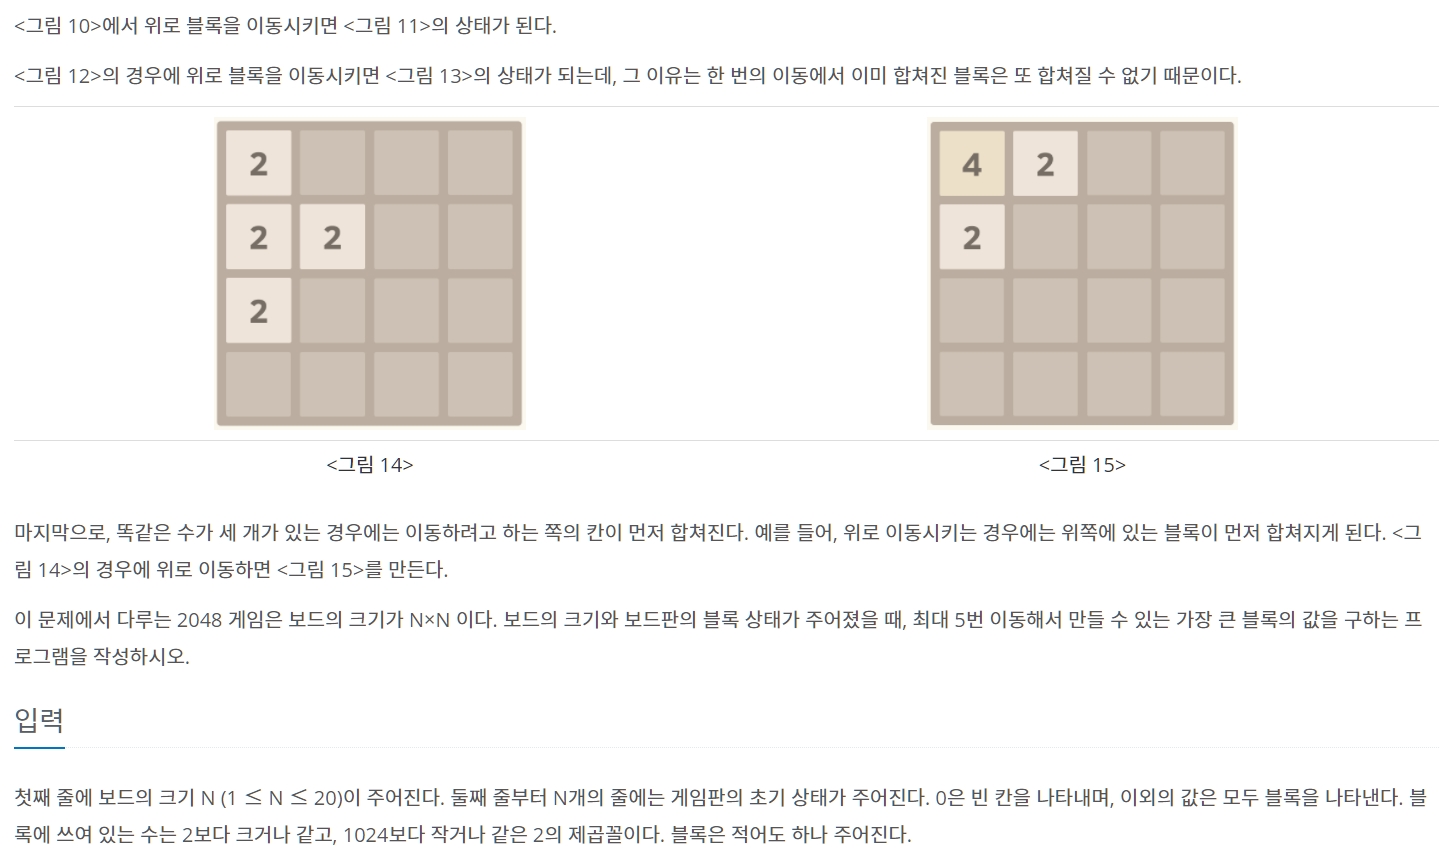 <그림 10>에서 위로 블록을 이동시키면 <그림 11>의 상태가 된다.
<그림 12>의 경우에 위로 블록을 이동시키면 <그림 13>의 상태가 되는데, 그 이유는 한 번의 이동에서 이미 합쳐진 블록은 또 합쳐질 수 없기 때문이다.
2
2 2
2
4 2
2
<그림 14>
<그림 15>
마지막으로, 똑같은 수가 세 개가 있는 경우에는 이동하려고 하는 쪽의 칸이 먼저 합쳐진다. 예를 들어, 위로 이동시키는 경우에는 위쪽에 있는 블록이 먼저 합쳐지게 된다. <그
림 14>의 경우에 위로 이동하면 <그림 15>를 만든다.
이 문제에서 다루는 2048 게임은 보드의 크기가 N×N 이다. 보드의 크기와 보드판의 블록 상태가 주어졌을 때, 최대 5번 이동해서 만들 수 있는 가장 큰 블록의 값을 구하는 프
로그램을 작성하시오.
입력
첫째 줄에 보드의 크기 N (1 ≤ N ≤ 20)이 주어진다. 둘째 줄부터 N개의 줄에는 게임판의 초기 상태가 주어진다. 0은 빈 칸을 나타내며, 이외의 값은 모두 블록을 나타낸다. 블
록에 쓰여 있는 수는 2보다 크거나 같고, 1024보다 작거나 같은 2의 제곱꼴이다. 블록은 적어도 하나 주어진다.